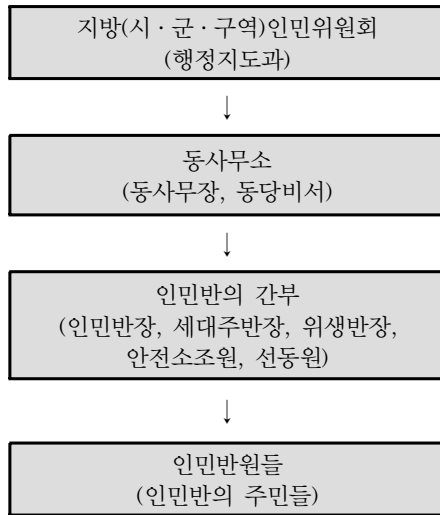 지방(시 · 군 · 구역)인민위원회
(행정지도과)
↓
동사무소
(동사무장, 동당비서)
↓
인민반의 간부
(인민반장, 세대주반장, 위생반장,
안전소조원, 선동원)
↓
인민반원들
(인민반의 주민들)